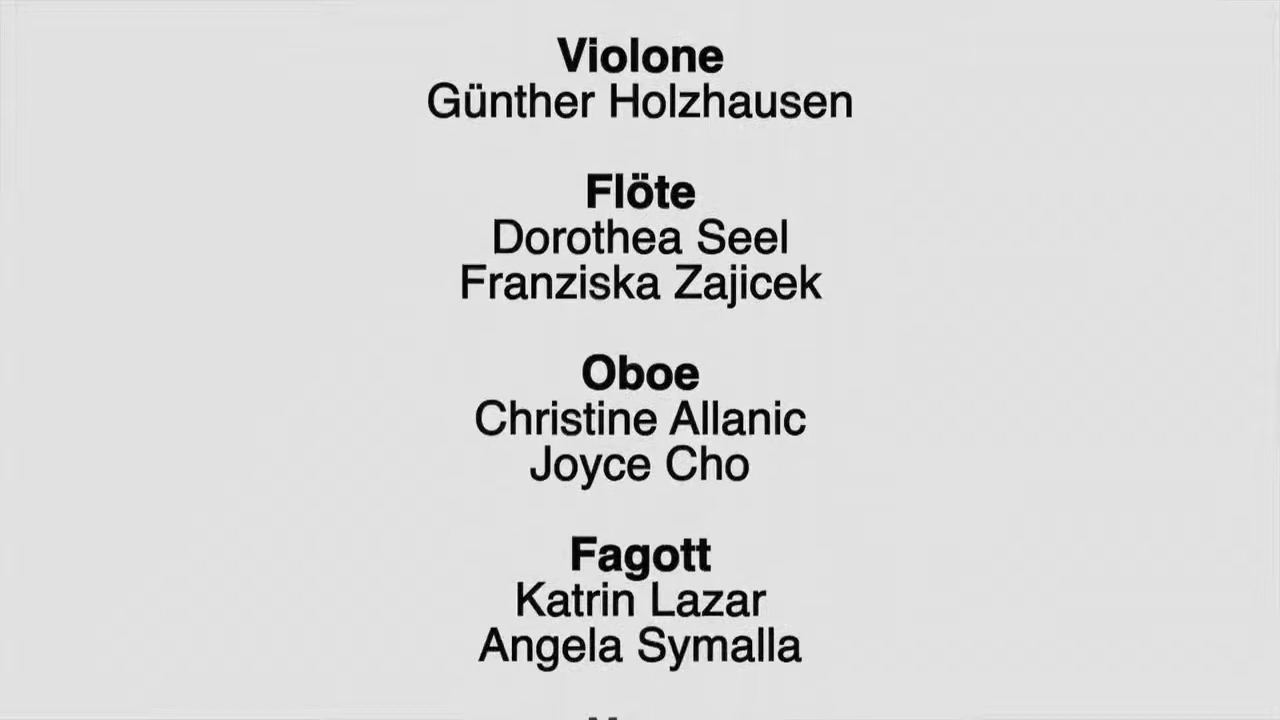 Violone
Günther Holzhausen
Flöte
Dorothea Seel
Franziska Zajicek
Oboe
Christine Allanic
Joyce Cho
Fagott
Katrin Lazar
Angela Symalla